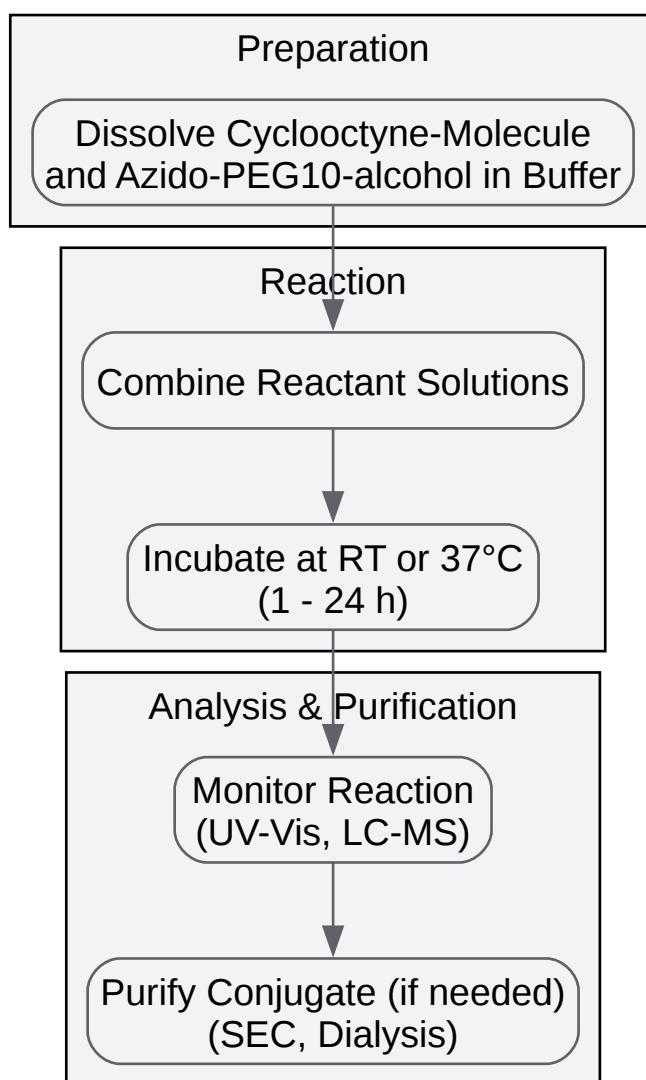 Preparation
Dissolve Cyclooctyne-Molecule
and Azido-PEG10-alcohol in Buffer
Reaction
Combine Reactant Solutions
Incubate at RT or 37°C
(1 - 24 h)
Analysis & Purification
Monitor Reaction
(UV-Vis, LC-MS)
Purify Conjugate (if needed)
(SEC, Dialysis)